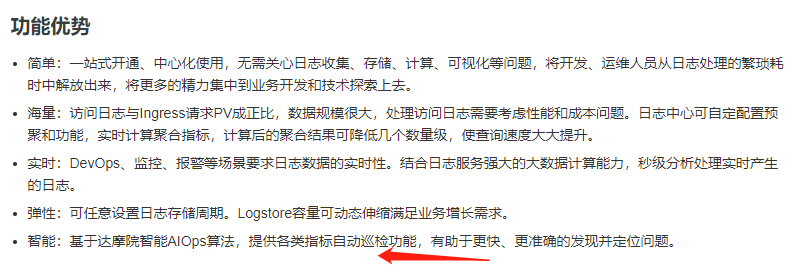 功能优势
简单：一站式开通、中心化使用，无需关心日志收集、存储、计算、可视化等问题，将开发、运维人员从日志处理的繁琐耗
时中解放出来，将更多的精力集中到业务开发和技术探索上去。
海量：访问日志与Ingress请求PV成正比，数据规模很大，处理访问日志需要考虑性能和成本问题。日志中心可自定配置预
聚和功能，实时计算聚合指标，计算后的聚合结果可降低几个数量级，使查询速度大大提升。
实时：DevOps、监控、报警等场景要求日志数据的实时性。结合日志服务强大的大数据计算能力，秒级分析处理实时产生
的日志。
弹性：可任意设置日志存储周期。Logstore容量可动态伸缩满足业务增长需求。
智能：基于达摩院智能AIOps算法，提供各类指标自动巡检功能，有助于更快、更准确的发现并定位问题。